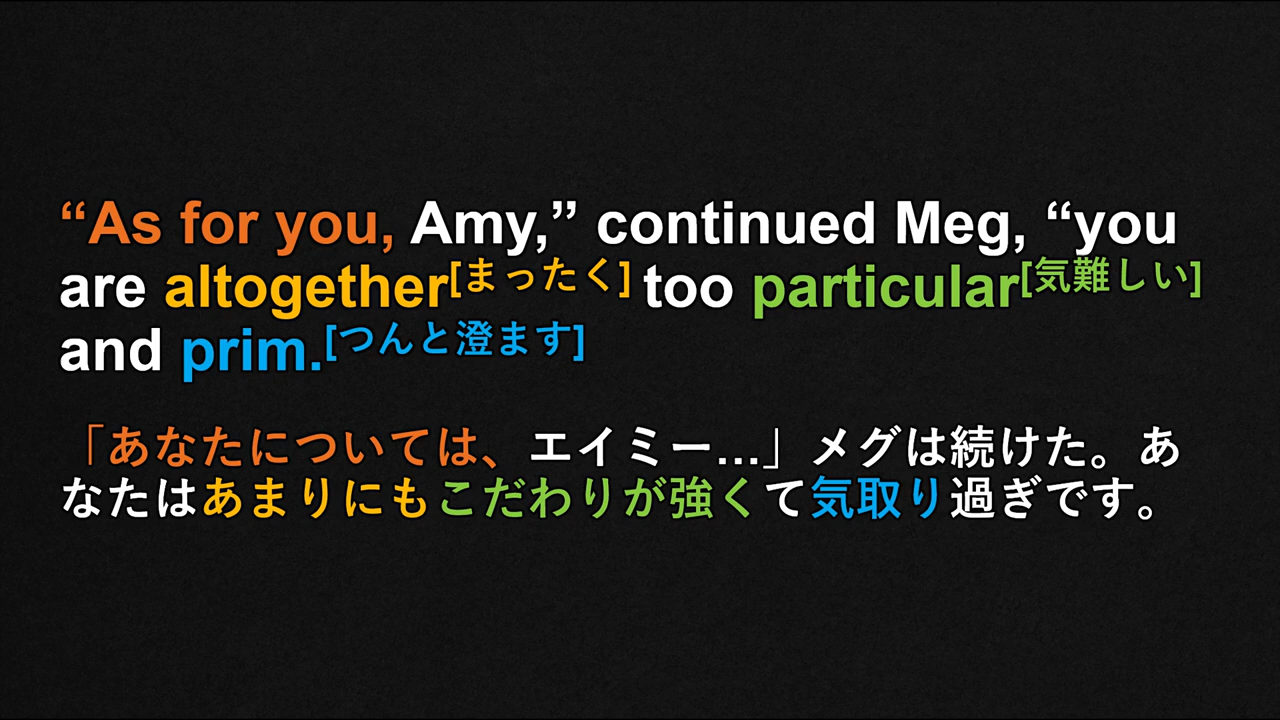 “As for you, Amy,” continued Meg, “you
are altogether[まったく] too particular[気難しい]
and prim.[つんと澄ます]
「あなたについては、エイミー…」メグは続けた。あ
なたはあまりにもこだわりが強くて気取り過ぎです。